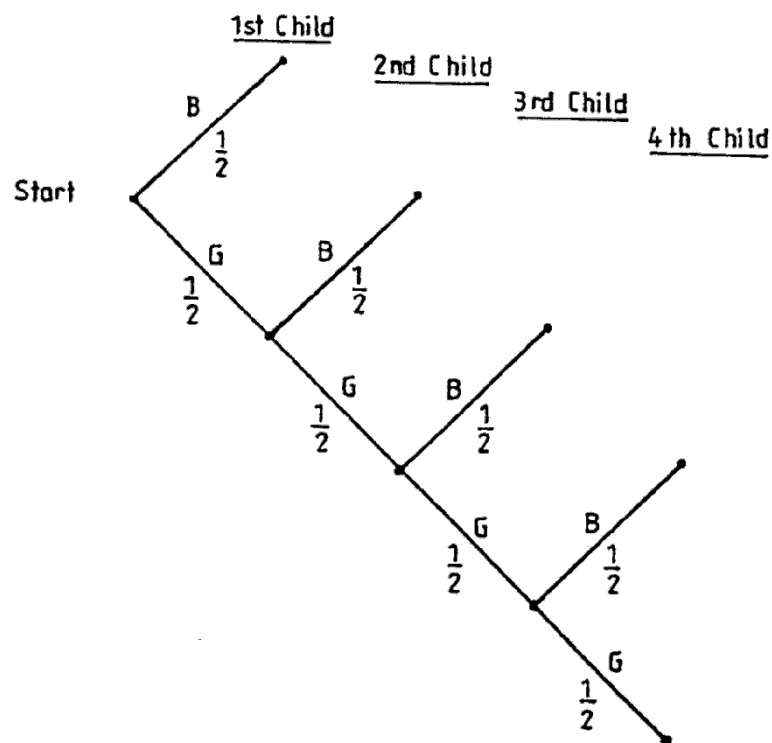 1st Child
2nd Child
3rd Child
4th Child
B
1/2
Start
G
1/2
B
1/2
G
1/2
B
1/2
G
1/2
B
1/2
G
1/2